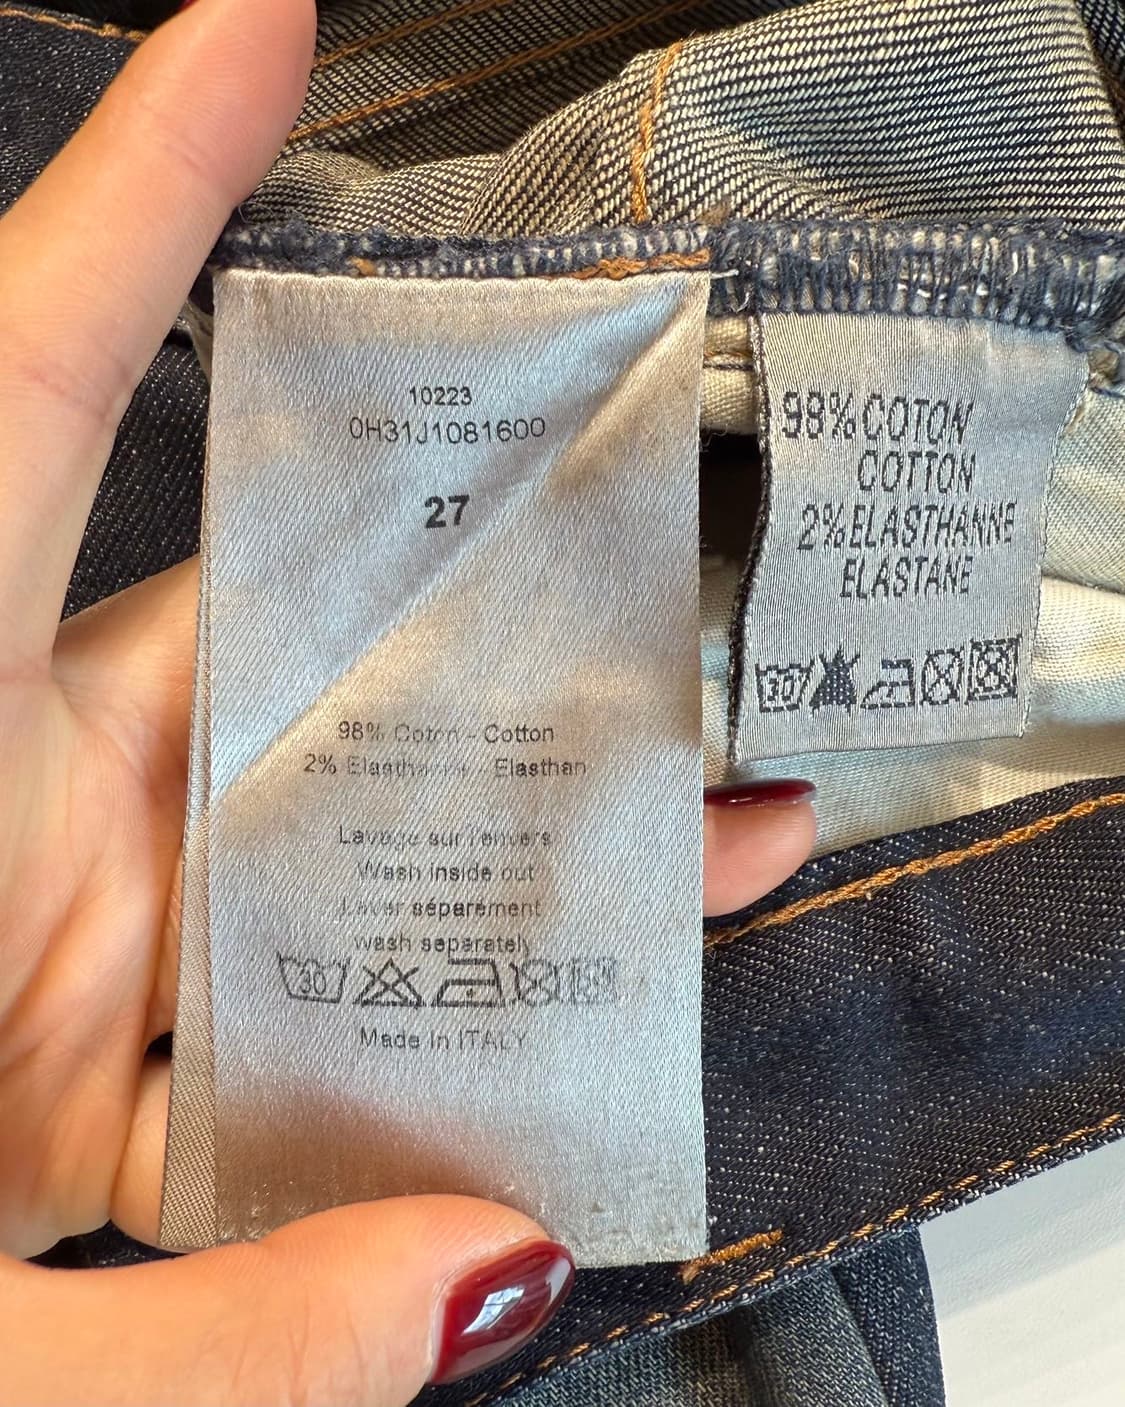 10223
0H31J1081600
27
98% Coton - Cotton
2% Elasthanne - Elasthan
Lavage sur l'envers
Wash inside out
Laver séparément
wash separately
30
Made in ITALY
98% COTON
COTTON
2% ELASTHANNE
ELASTANE
30